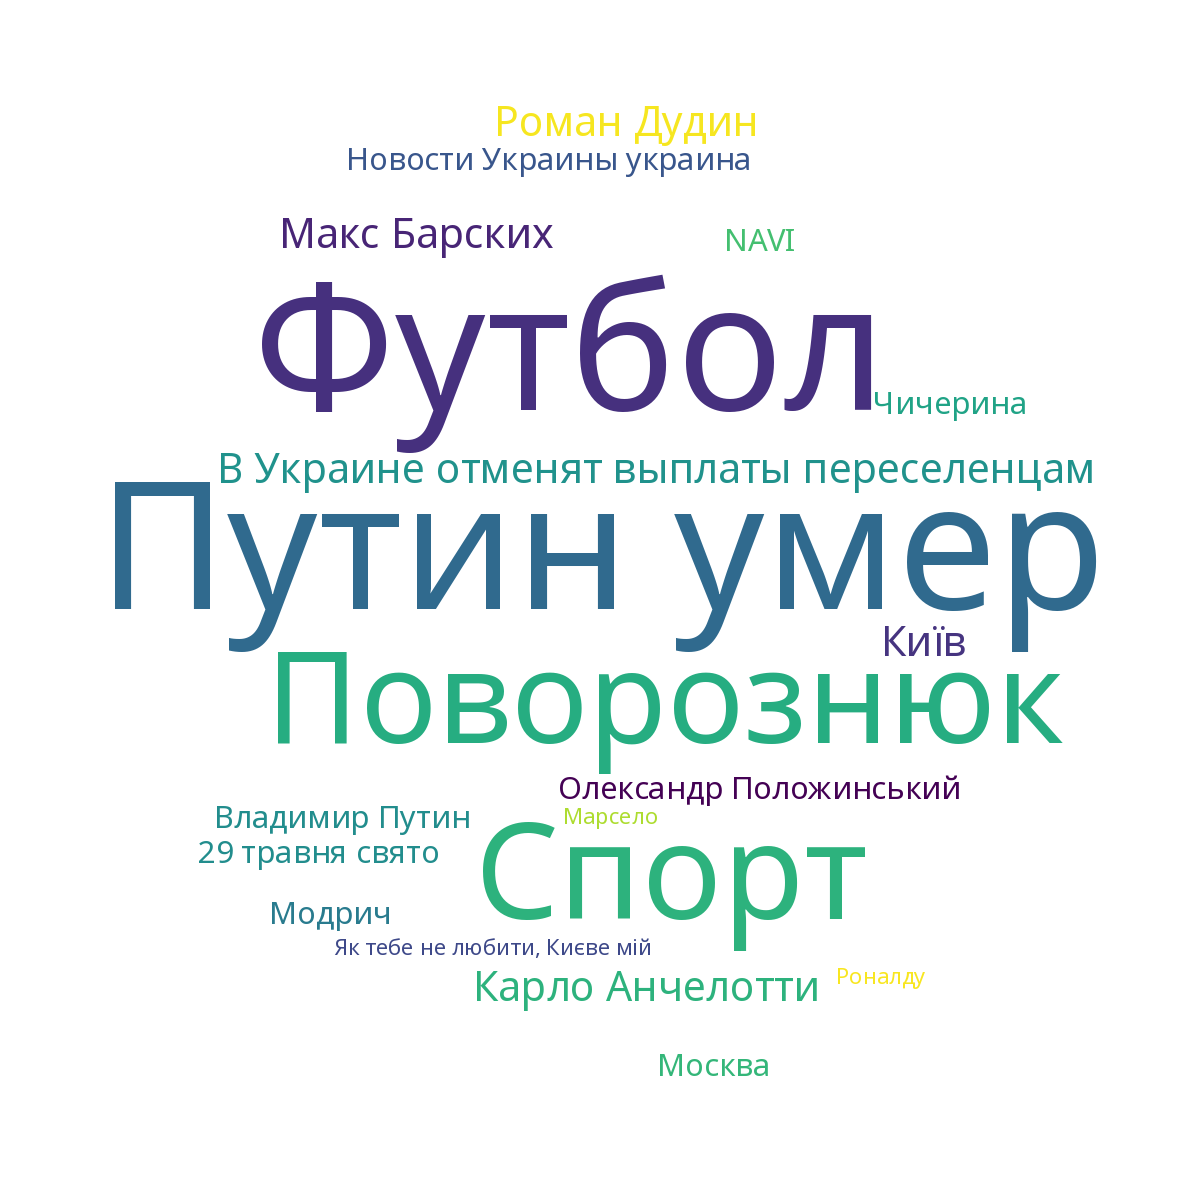 Роман Дудин
Новости Украины украина
Макс Барских
NAVI
Футбол
Чичерина
В Украине отменят выплаты переселенцам
Путин умер
Київ
Поворознюк
Олександр Положинський
Владимир Путин
Марсело
29 травня свято
Спорт
Модрич
Як тебе не любити, Києве мій
Карло Анчелотти
Роналду
Москва